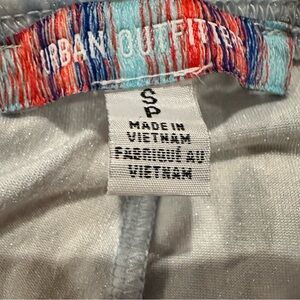 URBAN OUTFITTERS
S
P
MADE IN
VIETNAM
FABRIQUÉ AU
VIETNAM